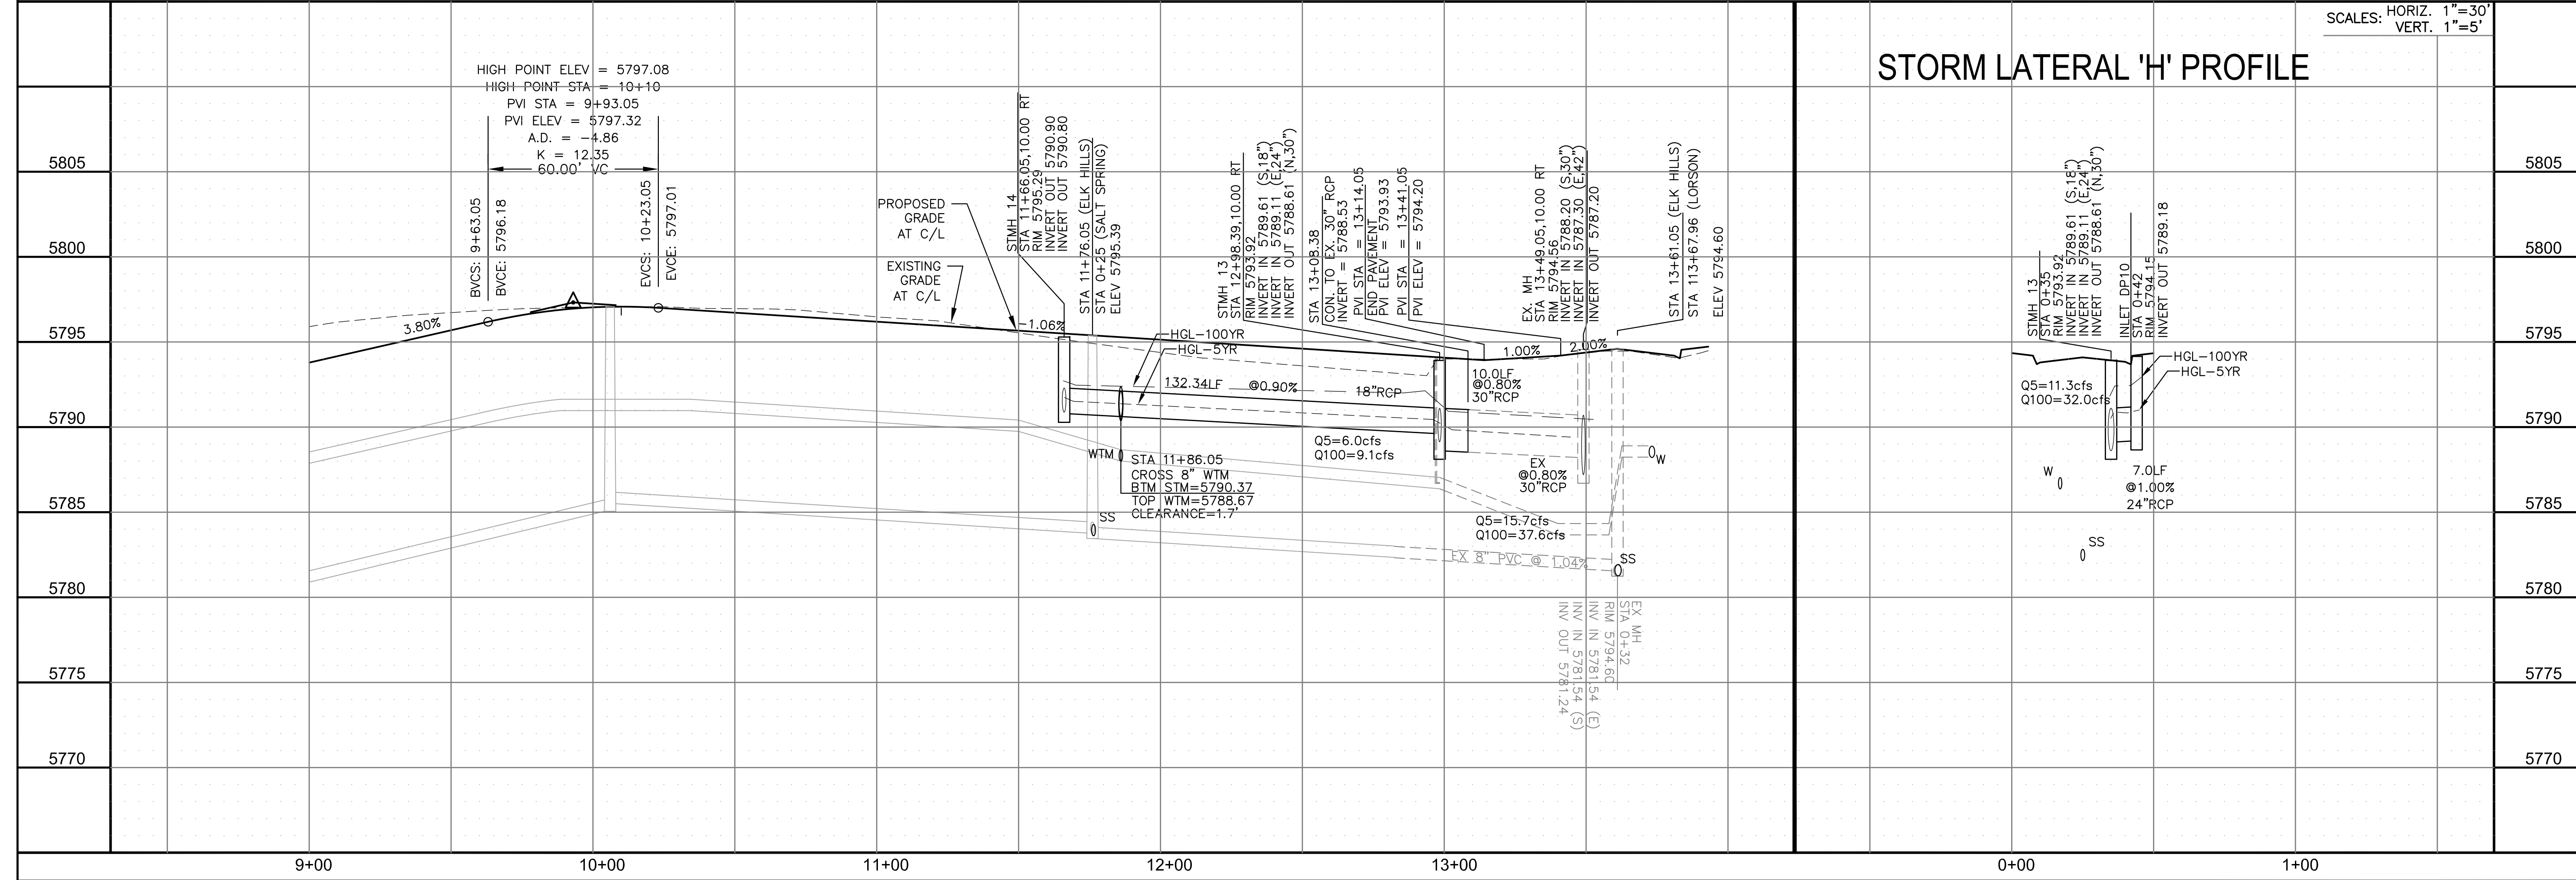 SCALES: HORIZ. 1"=30'
VERT. 1"=5'
STORM LATERAL 'H' PROFILE
HIGH POINT ELEV = 5797.08
HIGH POINT STA = 10+10
PVI STA = 9+93.05
PVI ELEV = 5797.32
A.D. = -4.86
K = 12.35
60.00' VC
BVCS: 9+63.05
BVCE: 5796.18
EVCS: 10+23.05
EVCE: 5797.01
3.80%
PROPOSED
GRADE
AT C/L
EXISTING
GRADE
AT C/L
-1.06%
STMH 14
STA 11+66.05,10.00 RT
RIM 5795.29
INVERT OUT 5790.90
INVERT OUT 5790.80
STA 11+76.05 (ELK HILLS)
STA 0+25 (SALT SPRING)
ELEV 5795.39
HGL-100YR
HGL-5YR
132.34LF @0.90% 18"RCP
WTM
STA 11+86.05
CROSS 8" WTM
BTM STM=5790.37
TOP WTM=5788.67
CLEARANCE=1.7'
SS
STMH 13
STA 12+98.39,10.00 RT
RIM 5793.92
INVERT IN 5789.61 (S,18")
INVERT IN 5789.11 (E,24")
INVERT OUT 5788.61 (N,30")
STA 13+08.38
CON. TO EX. 30" RCP
INVERT = 5788.53
PVI STA = 13+14.05
END PAVEMENT
PVI ELEV = 5793.93
PVI STA = 13+41.05
PVI ELEV = 5794.20
EX. MH
STA 13+49.05,10.00 RT
RIM 5794.56
INVERT IN 5788.20 (S,30")
INVERT IN 5787.30 (E,42")
INVERT OUT 5787.20
STA 13+61.05 (ELK HILLS)
STA 113+67.96 (LORSON)
ELEV 5794.60
1.00%
2.00%
10.0LF
@0.80%
30"RCP
Q5=6.0cfs
Q100=9.1cfs
EX
@0.80%
30"RCP
Q5=15.7cfs
Q100=37.6cfs
EX 8" PVC @ 1.04%
W
SS
EX MH
STA 0+32
RIM 5794.60
INV IN 5781.54 (E)
INV IN 5781.54 (S)
INV OUT 5781.24
STMH 13
STA 0+35
RIM 5793.92
INVERT IN 5789.61 (S,18")
INVERT IN 5789.11 (E,24")
INVERT OUT 5788.61 (N,30")
INLET DP10
STA 0+42
RIM 5794.15
INVERT OUT 5789.18
HGL-100YR
HGL-5YR
Q5=11.3cfs
Q100=32.0cfs
W
7.0LF
@1.00%
24"RCP
SS
5805
5800
5795
5790
5785
5780
5775
5770
5805
5800
5795
5790
5785
5780
5775
5770
9+00 10+00 11+00 12+00 13+00 0+00 1+00